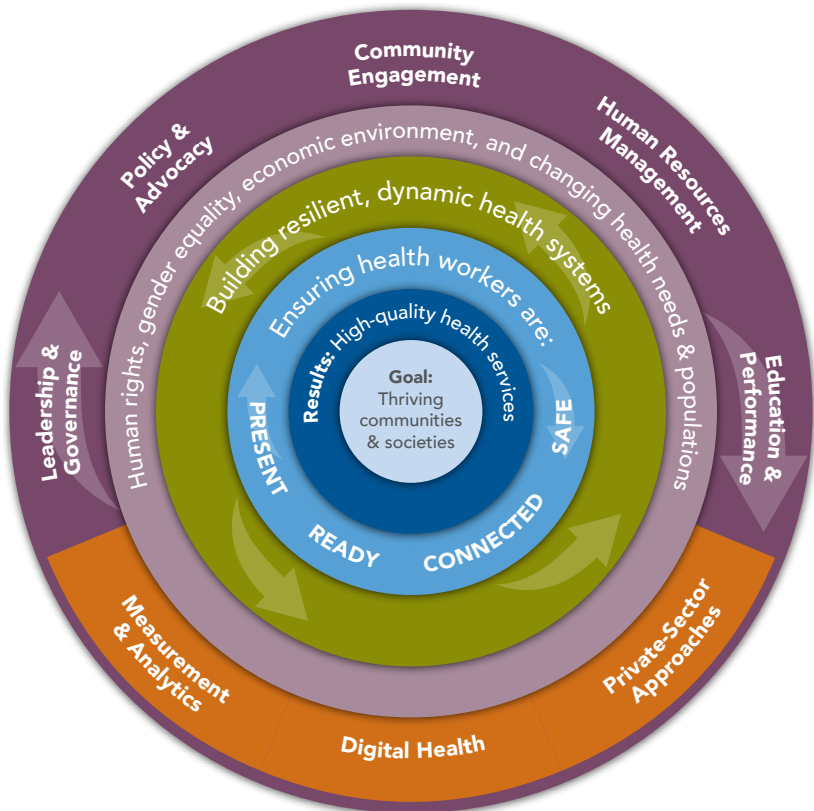 Community
Engagement
Human Resources
Management
Policy &
Advocacy
Human rights, gender equality, economic environment, and changing health needs & populations
Building resilient, dynamic health systems
Ensuring health workers are:
Results: High-quality health services
Goal:
Thriving
communities
& societies
Leadership &
Governance
Education &
Performance
PRESENT
READY
CONNECTED
SAFE
Measurement
& Analytics
Digital Health
Private-Sector
Approaches